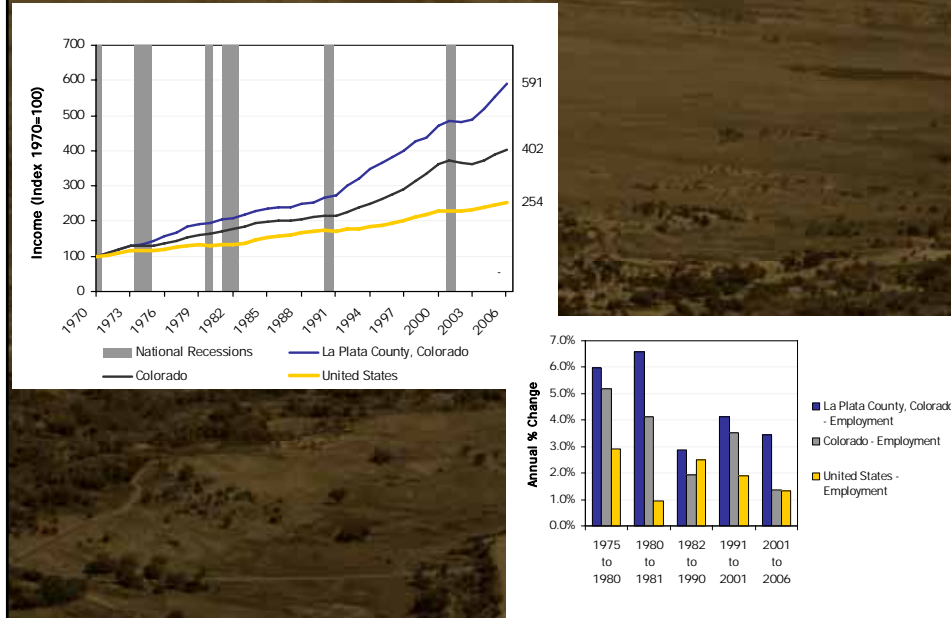 700
600
500
400
300
200
100
0
Income (Index 1970=100)
591
402
254
1970
1973
1976
1979
1982
1985
1988
1991
1994
1997
2000
2003
2006
National Recessions
La Plata County, Colorado
Colorado
United States
7.0%
6.0%
5.0%
4.0%
3.0%
2.0%
1.0%
0.0%
Annual % Change
1975
to
1980
1980
to
1981
1982
to
1990
1991
to
2001
2001
to
2006
La Plata County, Colorado
- Employment
Colorado - Employment
United States -
Employment